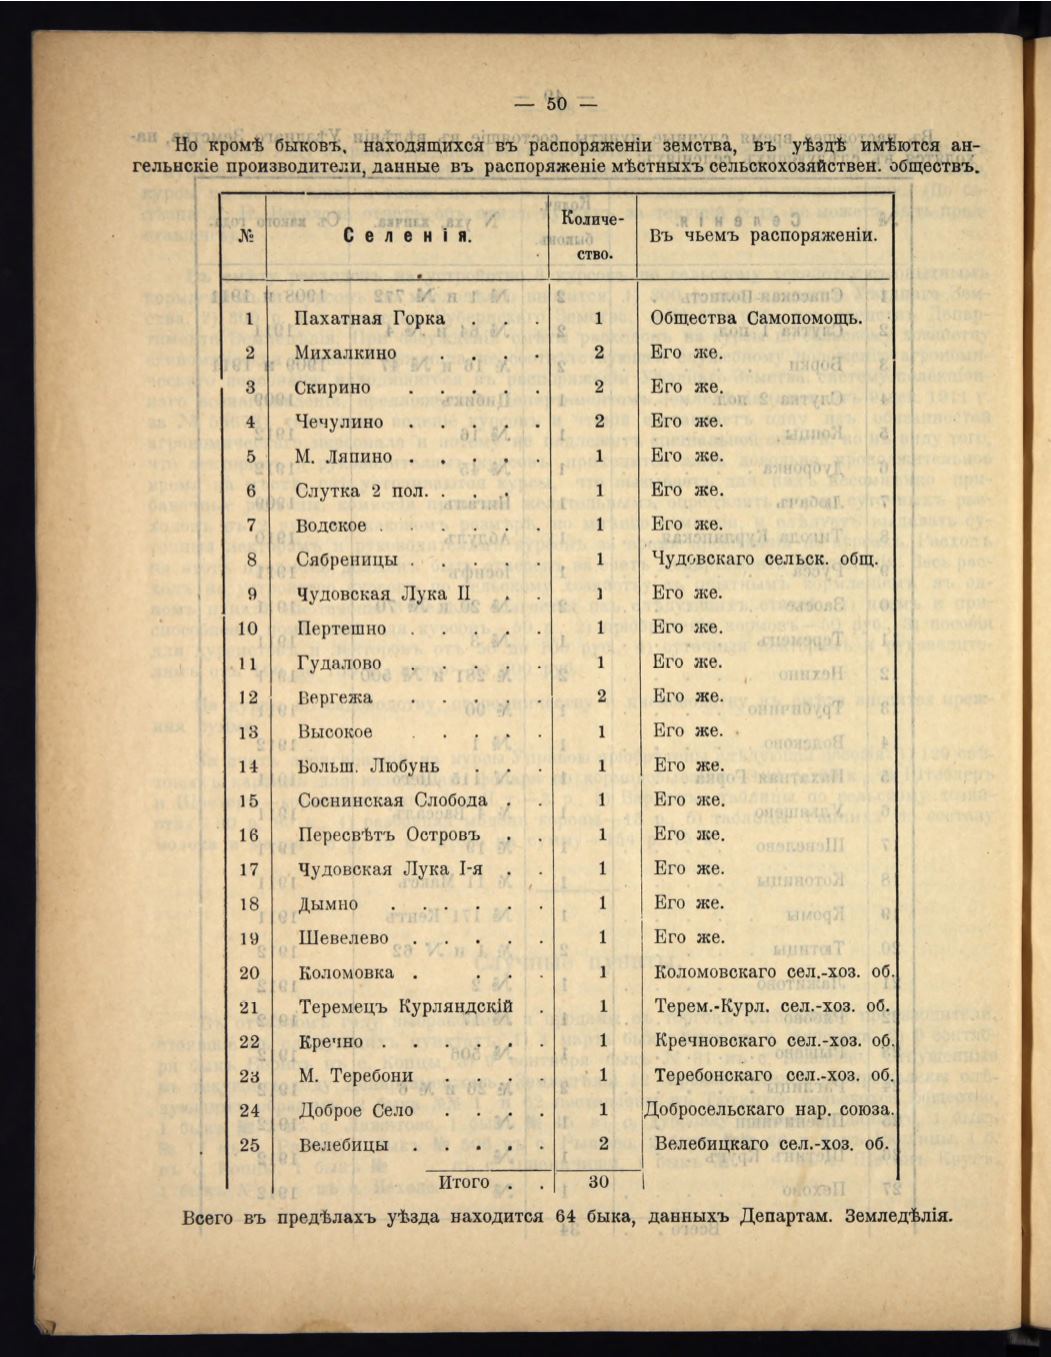 — 50 —
Но кромѣ быковъ, находящихся въ распоряженіи земства, въ уѣздѣ имѣются ан-
гельнскіе производители, данные въ распоряженіе мѣстныхъ сельскохозяйствен. обществъ.
№ Селенія. Количе-ство. Въ чьемъ распоряженіи.
1 Пахатная Горка . . . 1 Общества Самопомощь.
2 Михалкино . . . . 2 Его же.
3 Скирино . . . . . 2 Его же.
4 Чечулино . . . . . 2 Его же.
5 М. Ляпино . . . . . 1 Его же.
6 Слутка 2 пол. . . . 1 Его же.
7 Водское . . . . . . 1 Его же.
8 Сябреницы . . . . . 1 Чудовскаго сельск. общ.
9 Чудовская Лука II . . 1 Его же.
10 Пертешно . . . . . 1 Его же.
11 Гудалово . . . . . 1 Его же.
12 Вергежа . . . . . 2 Его же.
13 Высокое . . . . . 1 Его же.
14 Больш. Любунь . . . 1 Его же.
15 Соснинская Слобода . . 1 Его же.
16 Пересвѣтъ Островъ . . 1 Его же.
17 Чудовская Лука I-я . . 1 Его же.
18 Дымно . . . . . . 1 Его же.
19 Шевелево . . . . . 1 Его же.
20 Коломовка . . . . 1 Коломовскаго сел.-хоз. об.
21 Теремецъ Курляндскій . 1 Терем.-Курл. сел.-хоз. об.
22 Кречно . . . . . . 1 Кречновскаго сел.-хоз. об.
23 М. Теребони . . . . 1 Теребонскаго сел.-хоз. об.
24 Доброе Село . . . . 1 Добросельскаго нар. союза.
25 Велебицы . . . . . 2 Велебицкаго сел.-хоз. об.
Итого . . 30
Всего въ предѣлахъ уѣзда находится 64 быка, данныхъ Департам. Земледѣлія.